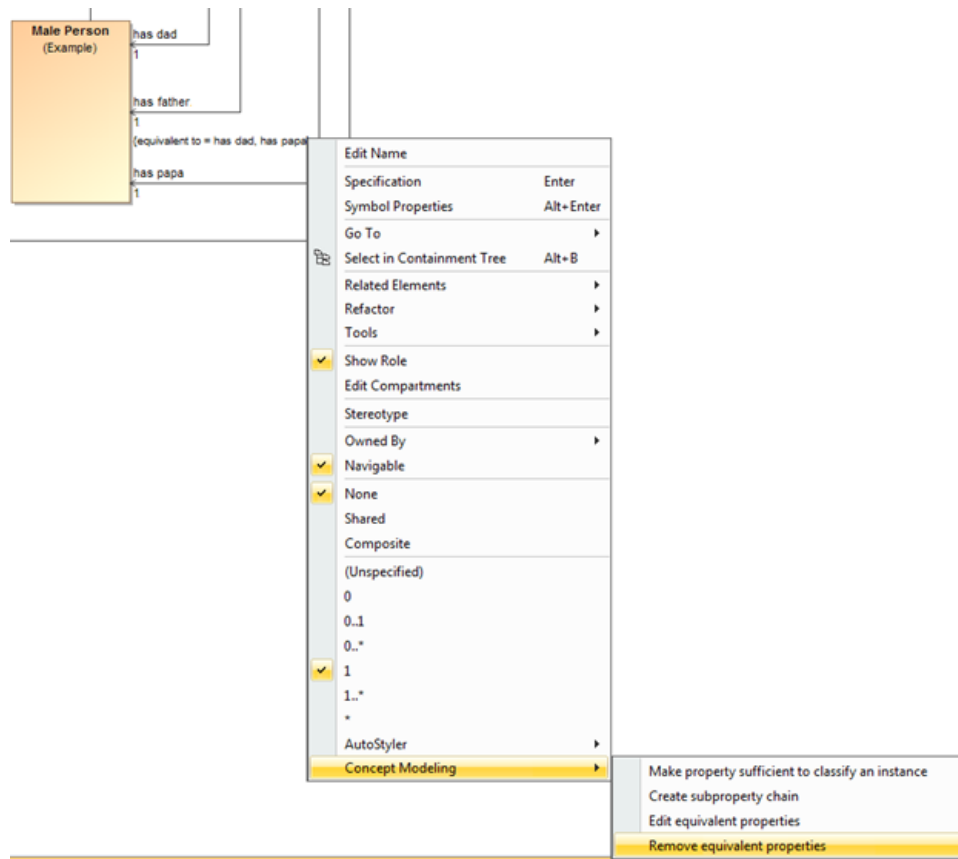 Male Person
(Example)
has dad
1
has father
1
{equivalent to = has dad, has papa
has papa
1
Edit Name
Specification Enter
Symbol Properties Alt+Enter
Go To
Select in Containment Tree Alt+B
Related Elements
Refactor
Tools
Show Role
Edit Compartments
Stereotype
Owned By
Navigable
None
Shared
Composite
(Unspecified)
0
0..1
0..*
1
1..*
*
AutoStyler
Concept Modeling
Make property sufficient to classify an instance
Create subproperty chain
Edit equivalent properties
Remove equivalent properties